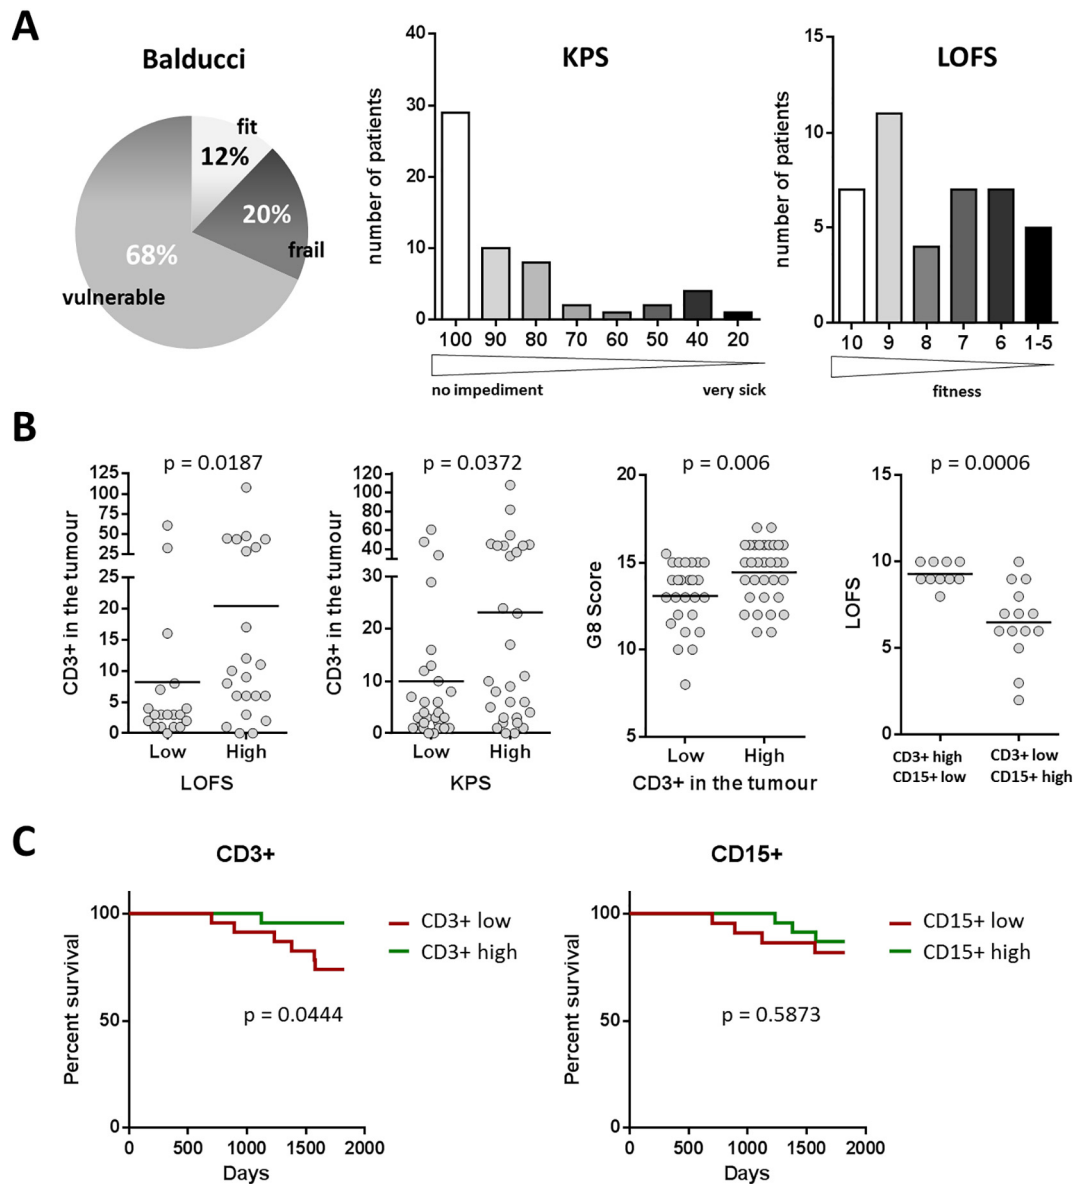 A
Balducci
fit
12%
20%
frail
68%
vulnerable
KPS
number of patients
40
30
20
10
0
100 90 80 70 60 50 40 20
no impediment very sick
LOFS
number of patients
15
10
5
0
10 9 8 7 6 1-5
fitness
B
p = 0.0187
CD3+ in the tumour
125
100
75
50
25
CD3+ in the tumour
25
20
15
10
5
0
Low High
LOFS
p = 0.0372
CD3+ in the tumour
120
100
80
60
40
30
20
10
0
Low High
KPS
p = 0.006
G8 Score
20
15
10
5
Low High
CD3+ in the tumour
p = 0.0006
LOFS
15
10
5
0
CD3+ high CD3+ low
CD15+ low CD15+ high
C
CD3+
Percent survival
100
50
0
0 500 1000 1500 2000
Days
CD3+ low
CD3+ high
p = 0.0444
CD15+
Percent survival
100
50
0
0 500 1000 1500 2000
Days
CD15+ low
CD15+ high
p = 0.5873